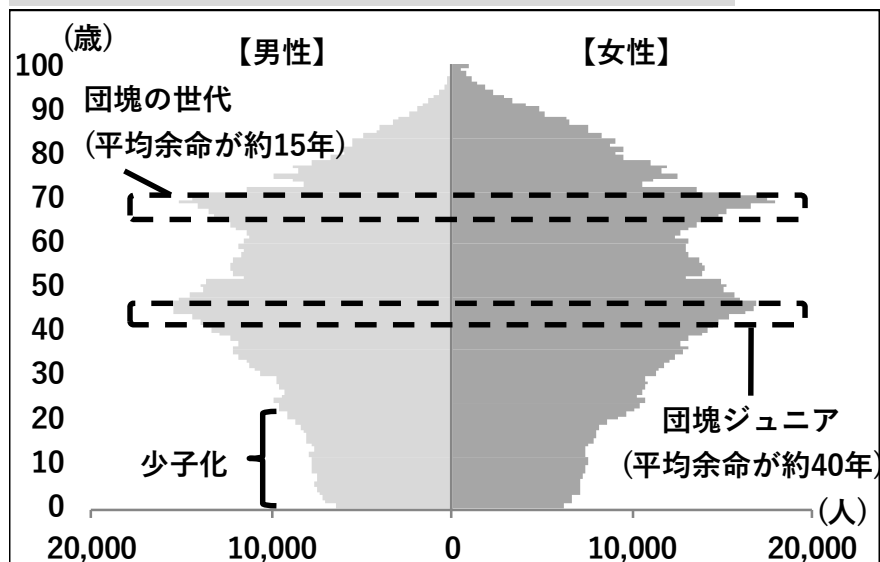 (歳)
【男性】
【女性】
100
90
80
70
60
50
40
30
20
10
0
団塊の世代
(平均余命が約15年)
団塊ジュニア
(平均余命が約40年)
少子化
(人)
20,000
10,000
0
10,000
20,000